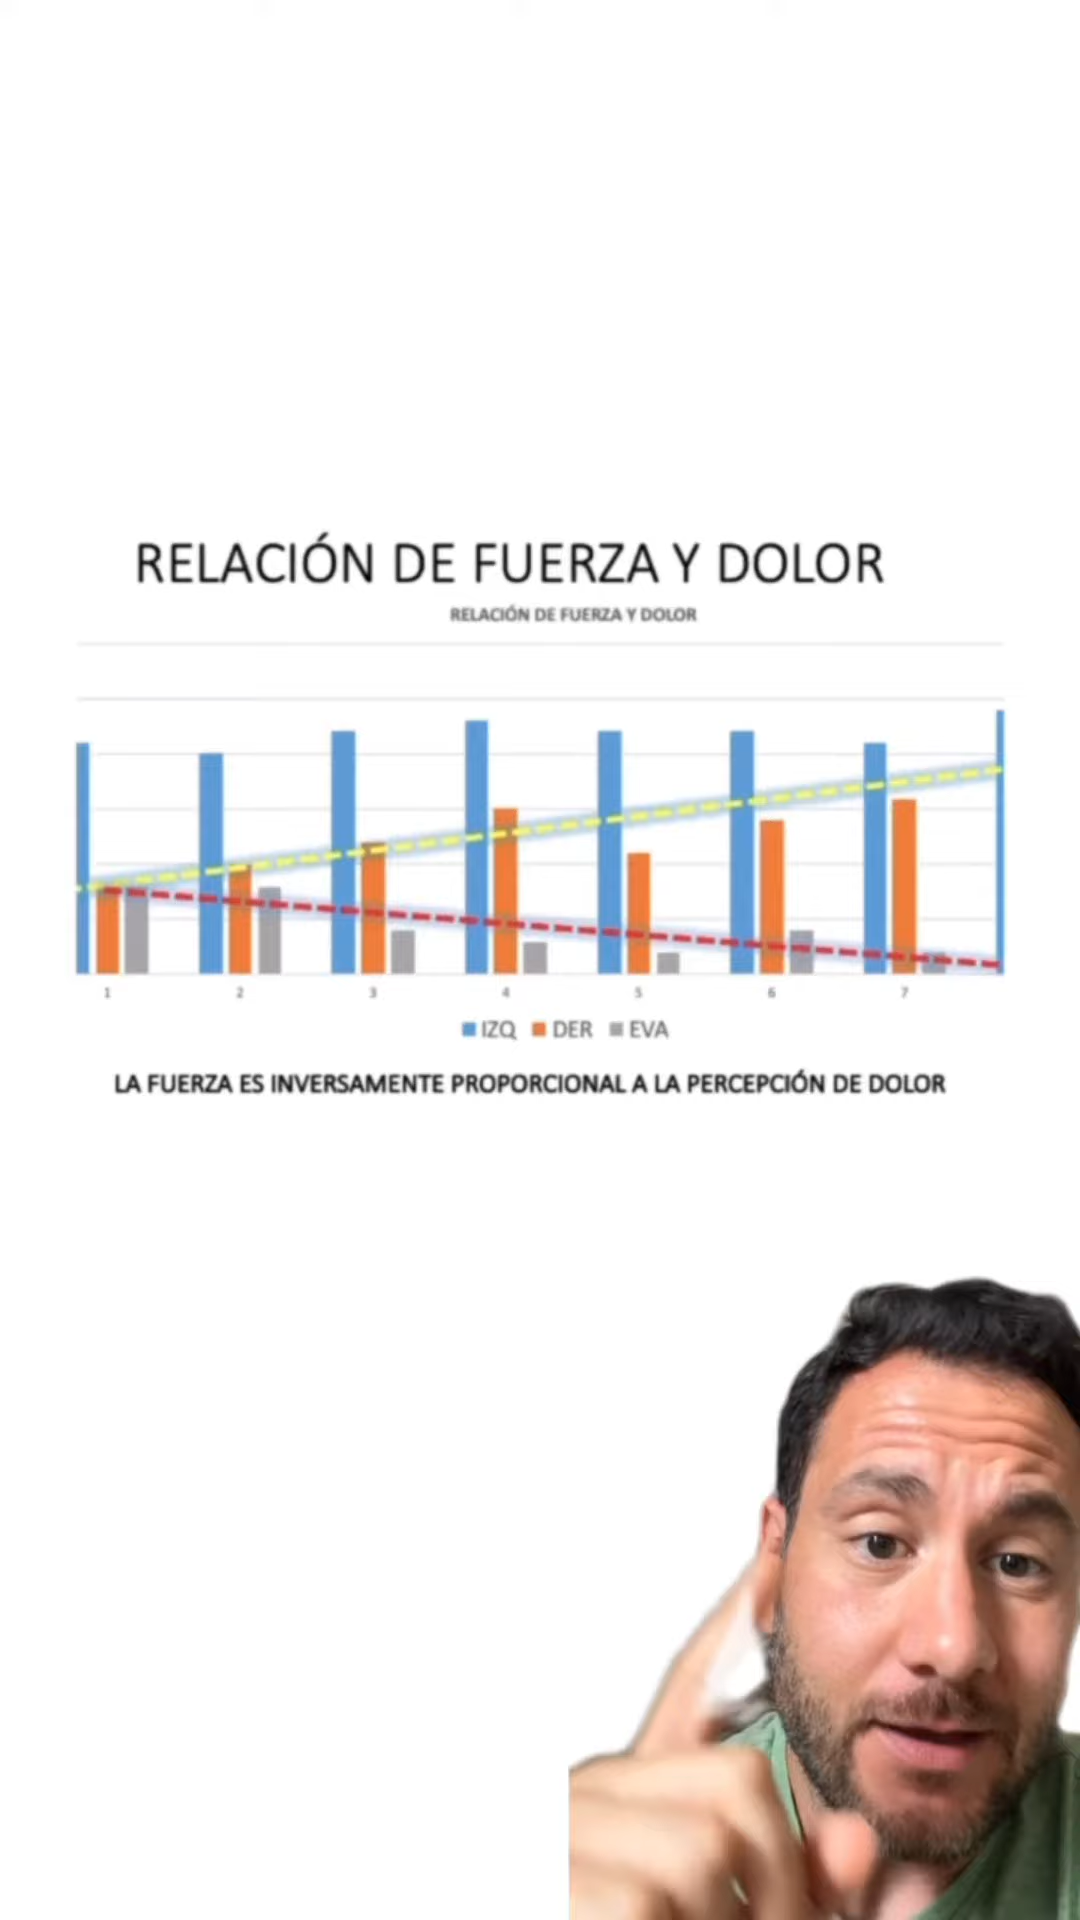 RELACIÓN DE FUERZA Y DOLOR
RELACIÓN DE FUERZA Y DOLOR
1 2 3 4 5 6 7
IZQ DER EVA
LA FUERZA ES INVERSAMENTE PROPORCIONAL A LA PERCEPCIÓN DE DOLOR